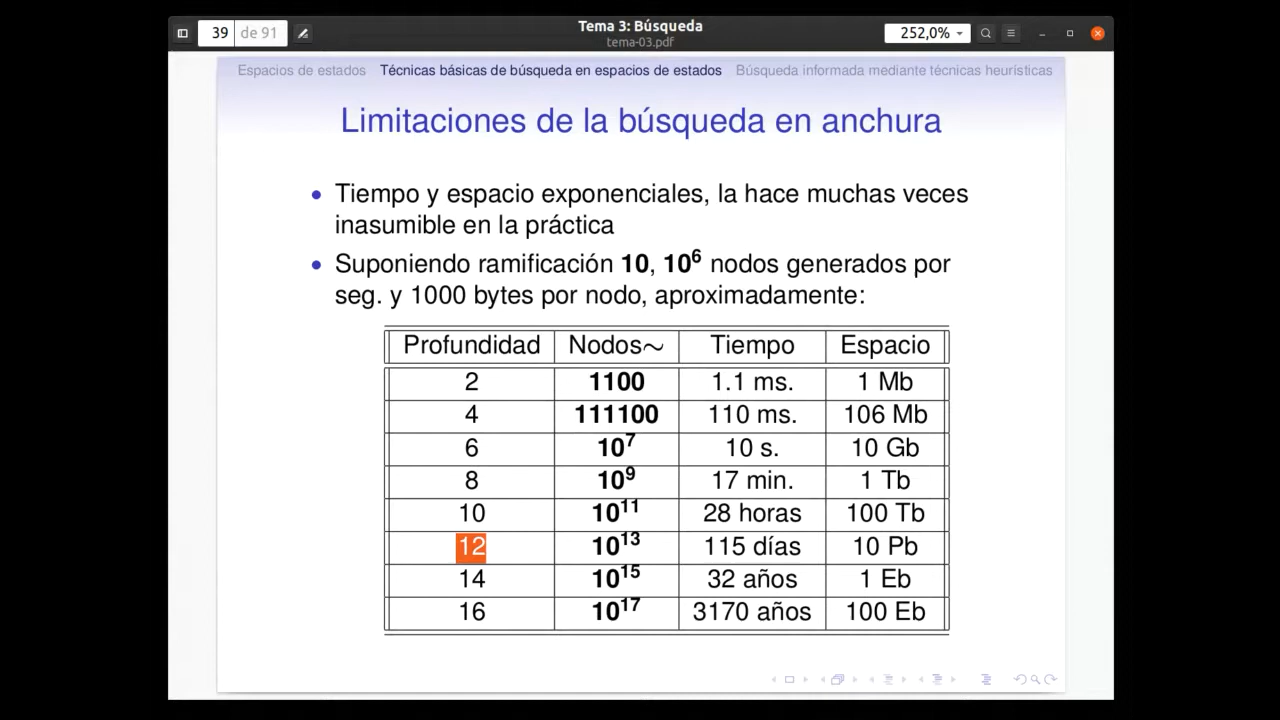 39 de 91
Tema 3: Búsqueda
tema-03.pdf
252,0%
Espacios de estados Técnicas básicas de búsqueda en espacios de estados Búsqueda informada mediante técnicas heurísticas
Limitaciones de la búsqueda en anchura
• Tiempo y espacio exponenciales, la hace muchas veces
inasumible en la práctica
• Suponiendo ramificación 10, 10⁶ nodos generados por
seg. y 1000 bytes por nodo, aproximadamente:
Profundidad Nodos∼ Tiempo Espacio
2 1100 1.1 ms. 1 Mb
4 111100 110 ms. 106 Mb
6 10⁷ 10 s. 10 Gb
8 10⁹ 17 min. 1 Tb
10 10¹¹ 28 horas 100 Tb
12 10¹³ 115 días 10 Pb
14 10¹⁵ 32 años 1 Eb
16 10¹⁷ 3170 años 100 Eb